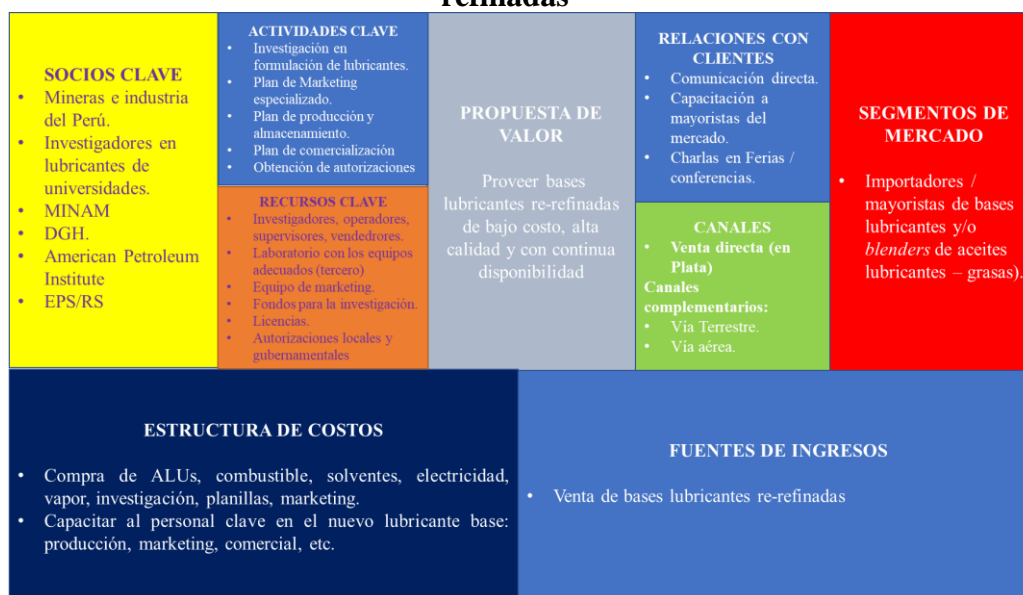 refinadas
SOCIOS CLAVE
• Mineras e industria
del Perú.
• Investigadores en
lubricantes de
universidades.
• MINAM
• DGH.
• American Petroleum
Institute
• EPS/RS
ACTIVIDADES CLAVE
• Investigación en
formulación de lubricantes.
• Plan de Marketing
especializado.
• Plan de producción y
almacenamiento.
• Plan de comercialización
• Obtención de autorizaciones
RECURSOS CLAVE
• Investigadores, operadores,
supervisores, vendedrores.
• Laboratorio con los equipos
adecuados (tercero)
• Equipo de marketing.
• Fondos para la investigación.
• Licencias.
• Autorizaciones locales y
gubernamentales
PROPUESTA DE
VALOR
Proveer bases
lubricantes re-refinadas
de bajo costo, alta
calidad y con continua
disponibilidad
RELACIONES CON
CLIENTES
• Comunicación directa.
• Capacitación a
mayoristas del
mercado.
• Charlas en Ferias /
conferencias.
CANALES
• Venta directa (en
Plata)
Canales
complementarios:
• Vía Terrestre.
• Vía aérea.
SEGMENTOS DE
MERCADO
• Importadores /
mayoristas de bases
lubricantes y/o
blenders de aceites
lubricantes – grasas).
ESTRUCTURA DE COSTOS
• Compra de ALUs, combustible, solventes, electricidad,
vapor, investigación, planillas, marketing.
• Capacitar al personal clave en el nuevo lubricante base:
producción, marketing, comercial, etc.
FUENTES DE INGRESOS
• Venta de bases lubricantes re-refinadas